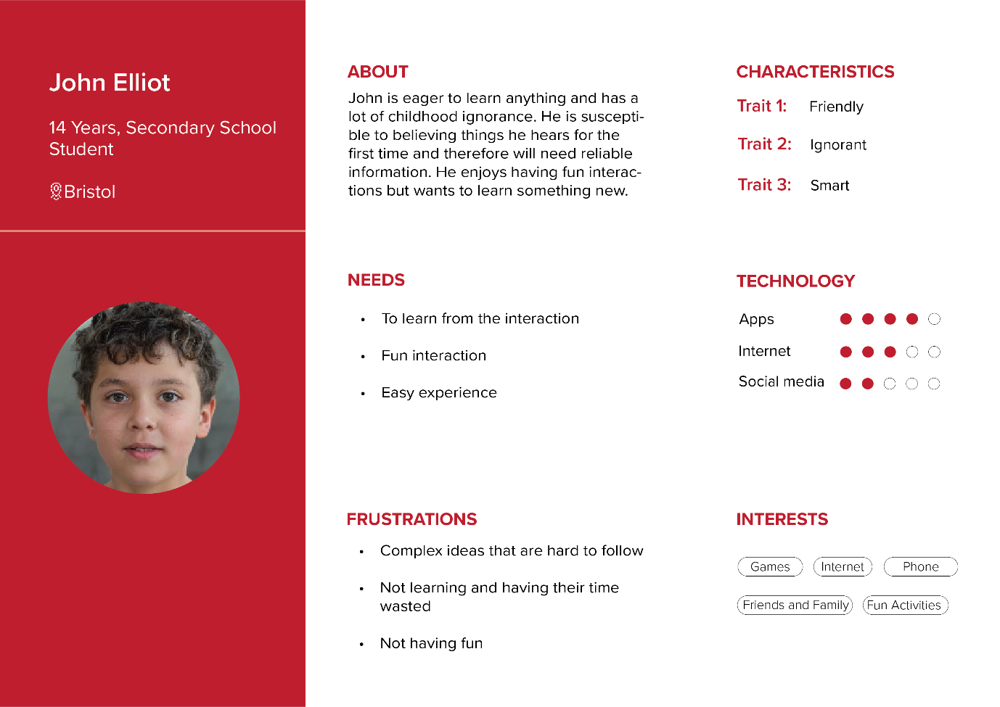 John Elliot
14 Years, Secondary School
Student
Bristol
ABOUT
John is eager to learn anything and has a
lot of childhood ignorance. He is suscepti-
ble to believing things he hears for the
first time and therefore will need reliable
information. He enjoys having fun interac-
tions but wants to learn something new.
NEEDS
• To learn from the interaction
• Fun interaction
• Easy experience
FRUSTRATIONS
• Complex ideas that are hard to follow
• Not learning and having their time
wasted
• Not having fun
CHARACTERISTICS
Trait 1: Friendly
Trait 2: Ignorant
Trait 3: Smart
TECHNOLOGY
Apps
Internet
Social media
INTERESTS
Games Internet Phone
Friends and Family Fun Activities